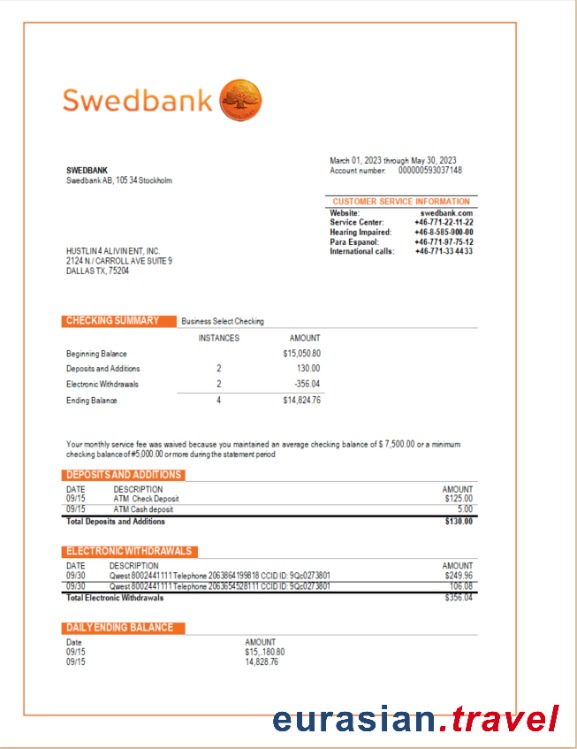 Swedbank
March 01, 2023 through May 30, 2023
Account number: 000000593037148
SWEDBANK
Swedbank AB, 105 34 Stockholm
CUSTOMER SERVICE INFORMATION
Website: swedbank.com
Service Center: +46-771-22-11-22
Hearing Impaired: +46-8-585-900-00
Para Espanol: +46-771-97-75-12
International calls: +46-771-33 44 33
HUSTLIN 4 ALIVIN ENT, INC.
2124 N./ CARROLL AVE SUITE 9
DALLAS TX, 75204
CHECKING SUMMARY Business Select Checking
INSTANCES AMOUNT
Beginning Balance $15,050.80
Deposits and Additions 2 130.00
Electronic Withdrawals 2 -356.04
Ending Balance 4 $14,824.76
Your monthly service fee was waived because you maintained an average checking balance of $ 7,500.00 or a minimum
checking balance of #5,000.00 or more during the statement period
DEPOSITS AND ADDITIONS
DATE DESCRIPTION AMOUNT
09/15 ATM Check Deposit $125.00
09/15 ATM Cash deposit 5.00
Total Deposits and Additions $130.00
ELECTRONIC WITHDRAWALS
DATE DESCRIPTION AMOUNT
09/30 Qwest 8002441111 Telephone 2063864199818 CCID ID: 9Qc0273801 $249.96
09/30 Qwest 8002441111 Telephone 2063654528111 CCID ID: 9Qc0273801 106.08
Total Electronic Withdrawals $356.04
DAILY ENDING BALANCE
Date AMOUNT
09/15 $15,.180.80
09/15 14,828.76
eurasian.travel